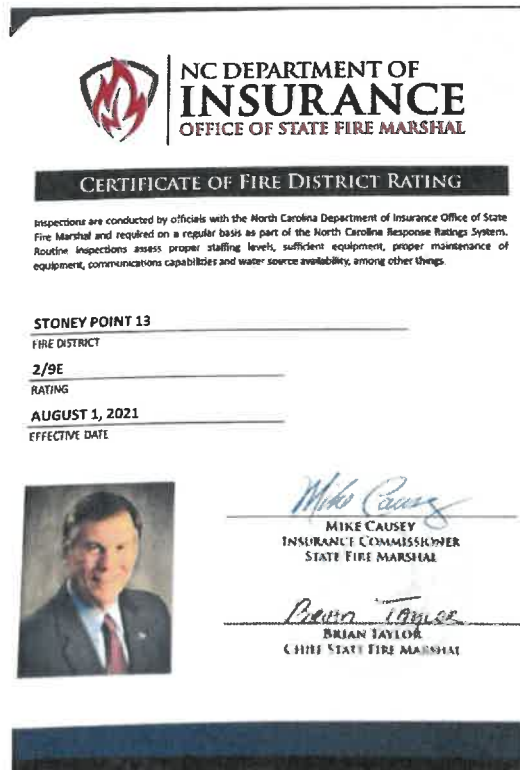 NC DEPARTMENT OF
INSURANCE
OFFICE OF STATE FIRE MARSHAL
CERTIFICATE OF FIRE DISTRICT RATING
Inspections are conducted by officials with the North Carolina Department of Insurance Office of State
Fire Marshal and required on a regular basis as part of the North Carolina Response Ratings System.
Routine inspections assess proper staffing levels, sufficient equipment, proper maintenance of
equipment, communications capabilities and water source availability, among other things.
STONEY POINT 13
FIRE DISTRICT
2/9E
RATING
AUGUST 1, 2021
EFFECTIVE DATE
Mike Causey
MIKE CAUSEY
INSURANCE COMMISSIONER
STATE FIRE MARSHAL
Brian Taylor
BRIAN TAYLOR
CHIEF STATE FIRE MARSHAL